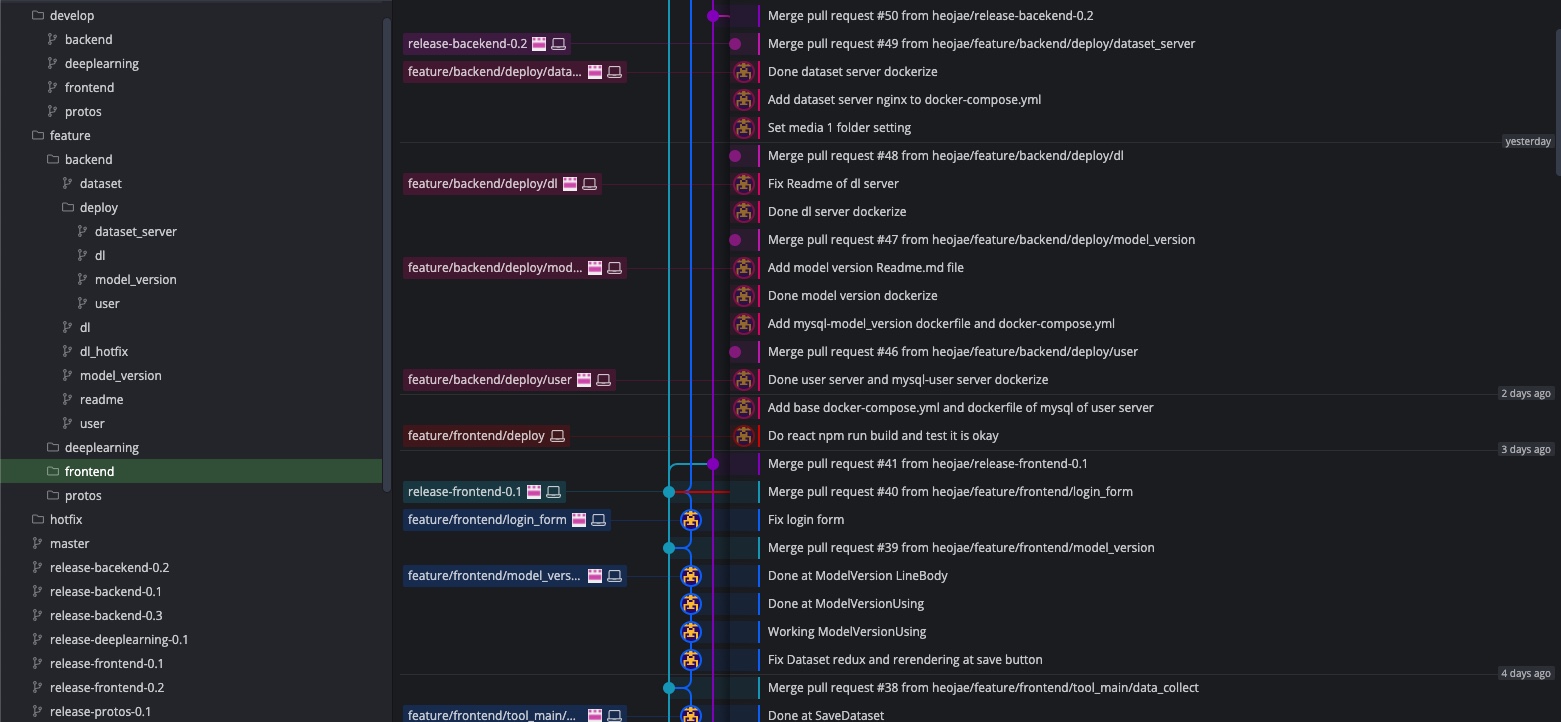 develop
backend
deeplearning
frontend
protos
feature
backend
dataset
deploy
dataset_server
dl
model_version
user
dl
dl_hotfix
model_version
readme
user
deeplearning
frontend
protos
hotfix
master
release-bacekend-0.2
release-backend-0.1
release-backend-0.3
release-deeplearning-0.1
release-frontend-0.1
release-frontend-0.2
release-protos-0.1
Merge pull request #50 from heojae/release-bacekend-0.2
release-bacekend-0.2 Merge pull request #49 from heojae/feature/backend/deploy/dataset_server
feature/backend/deploy/data... Done dataset server dockerize
Add dataset server nginx to docker-compose.yml
Set media 1 folder setting
yesterday
Merge pull request #48 from heojae/feature/backend/deploy/dl
feature/backend/deploy/dl Fix Readme of dl server
Done dl server dockerize
Merge pull request #47 from heojae/feature/backend/deploy/model_version
feature/backend/deploy/mod... Add model version Readme.md file
Done model version dockerize
Add mysql-model_version dockerfile and docker-compose.yml
Merge pull request #46 from heojae/feature/backend/deploy/user
feature/backend/deploy/user Done user server and mysql-user server dockerize
2 days ago
Add base docker-compose.yml and dockerfile of mysql of user server
feature/frontend/deploy Do react npm run build and test it is okay
3 days ago
Merge pull request #41 from heojae/release-frontend-0.1
release-frontend-0.1 Merge pull request #40 from heojae/feature/frontend/login_form
feature/frontend/login_form Fix login form
Merge pull request #39 from heojae/feature/frontend/model_version
feature/frontend/model_vers... Done at ModelVersion LineBody
Done at ModelVersionUsing
Working ModelVersionUsing
Fix Dataset redux and rerendering at save button
4 days ago
Merge pull request #38 from heojae/feature/frontend/tool_main/data_collect
feature/frontend/tool_main/... Done at SaveDataset